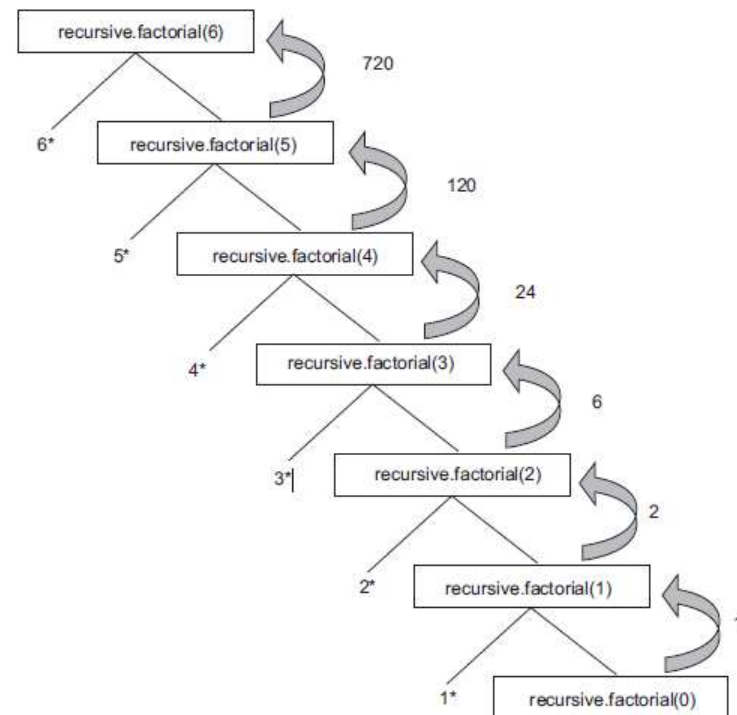 recursive.factorial(6)
720
6*
recursive.factorial(5)
120
5*
recursive.factorial(4)
24
4*
recursive.factorial(3)
6
3*
recursive.factorial(2)
2
2*
recursive.factorial(1)
1*
recursive.factorial(0)